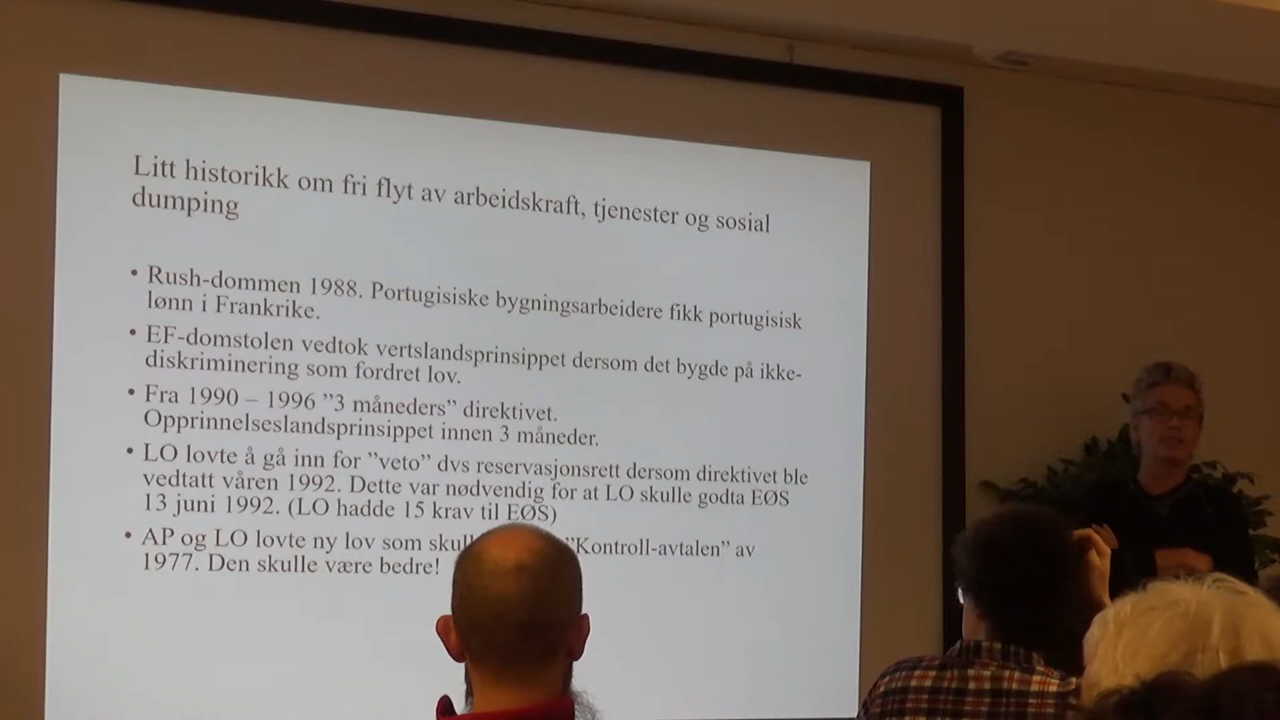 Litt historikk om fri flyt av arbeidskraft, tjenester og sosial
dumping
• Rush-dommen 1988. Portugisiske bygningsarbeidere fikk portugisisk
lønn i Frankrike.
• EF-domstolen vedtok vertslandsprinsippet dersom det bygde på ikke-
diskriminering som fordret lov.
• Fra 1990 – 1996 ”3 måneders” direktivet.
Opprinnelseslandsprinsippet innen 3 måneder.
• LO lovte å gå inn for ”veto” dvs reservasjonsrett dersom direktivet ble
vedtatt våren 1992. Dette var nødvendig for at LO skulle godta EØS
13 juni 1992. (LO hadde 15 krav til EØS)
• AP og LO lovte ny lov som ”Kontroll-avtalen” av
1977. Den skulle være bedre!